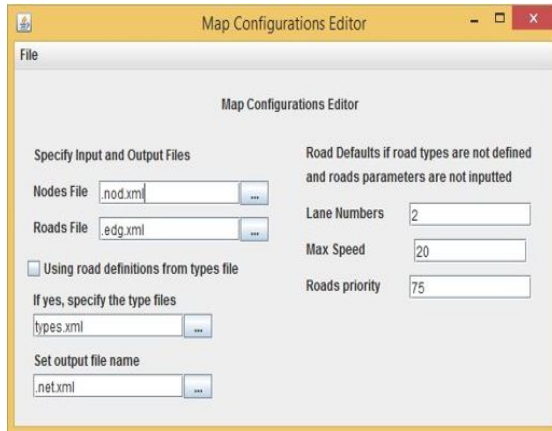 Map Configurations Editor
File
Map Configurations Editor
Specify Input and Output Files
Nodes File .nod.xml ...
Roads File .edg.xml ...
Using road definitions from types file
If yes, specify the type files
types.xml ...
Set output file name
.net.xml ...
Road Defaults if road types are not defined
and roads parameters are not inputted
Lane Numbers 2
Max Speed 20
Roads priority 75